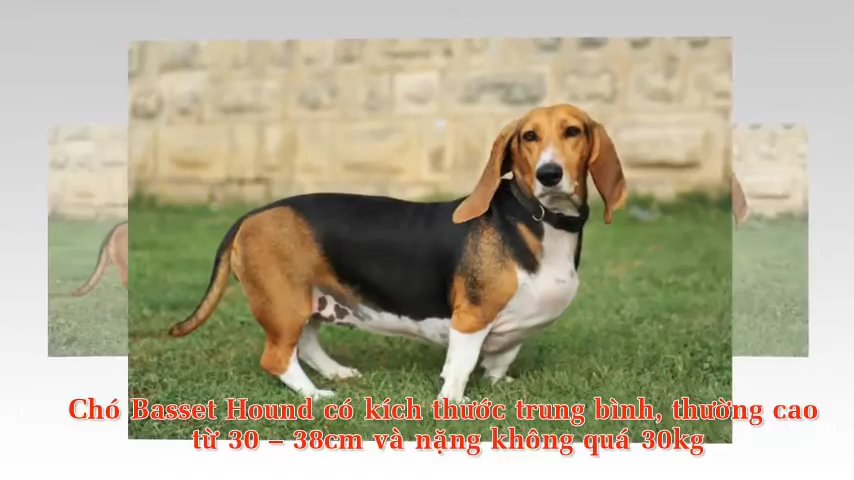 Chó Basset Hound có kích thước trung bình, thường cao
từ 30 – 38cm và nặng không quá 30kg